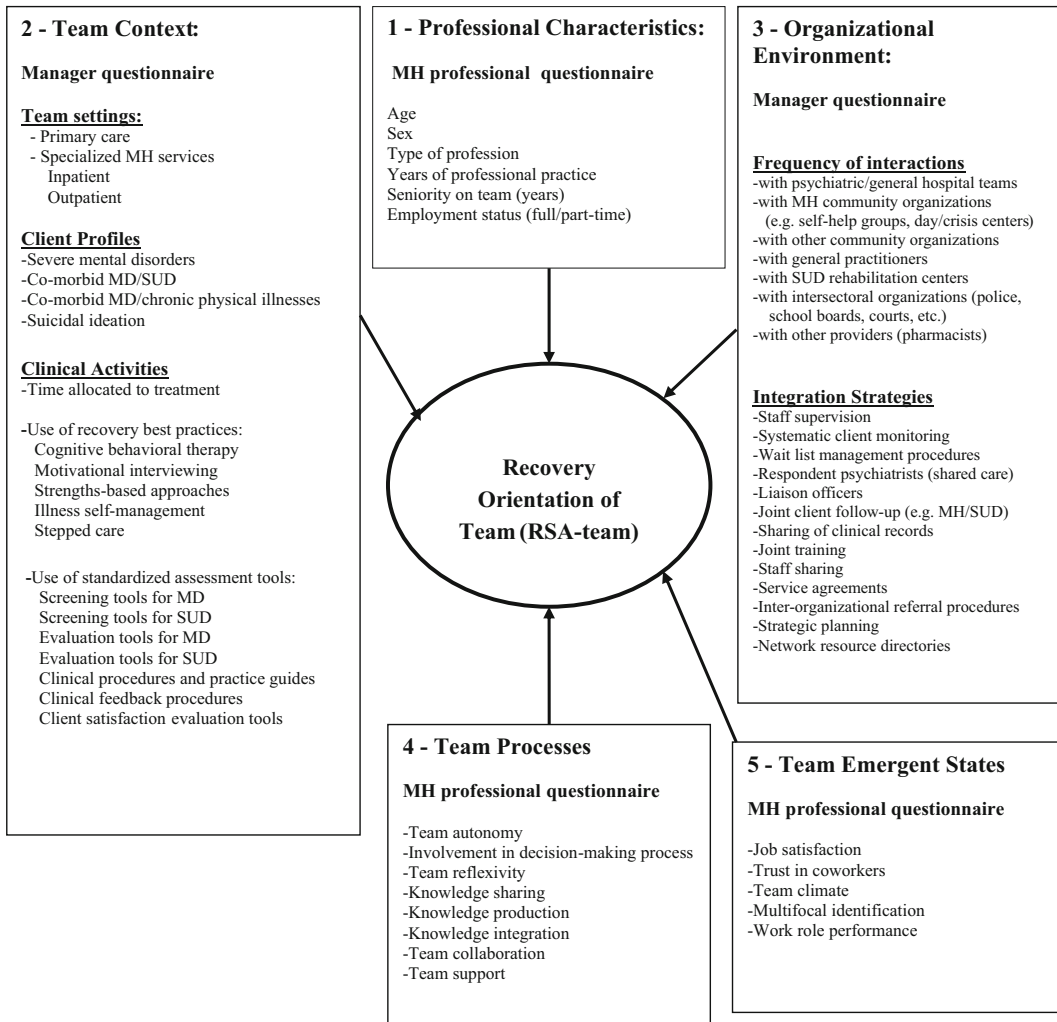 2 - Team Context:
Manager questionnaire
Team settings:
- Primary care
- Specialized MH services
Inpatient
Outpatient
Client Profiles
-Severe mental disorders
-Co-morbid MD/SUD
-Co-morbid MD/chronic physical illnesses
-Suicidal ideation
Clinical Activities
-Time allocated to treatment
-Use of recovery best practices:
Cognitive behavioral therapy
Motivational interviewing
Strengths-based approaches
Illness self-management
Stepped care
-Use of standardized assessment tools:
Screening tools for MD
Screening tools for SUD
Evaluation tools for MD
Evaluation tools for SUD
Clinical procedures and practice guides
Clinical feedback procedures
Client satisfaction evaluation tools
1 - Professional Characteristics:
MH professional questionnaire
Age
Sex
Type of profession
Years of professional practice
Seniority on team (years)
Employment status (full/part-time)
3 - Organizational
Environment:
Manager questionnaire
Frequency of interactions
-with psychiatric/general hospital teams
-with MH community organizations
(e.g. self-help groups, day/crisis centers)
-with other community organizations
-with general practitioners
-with SUD rehabilitation centers
-with intersectoral organizations (police,
school boards, courts, etc.)
-with other providers (pharmacists)
Integration Strategies
-Staff supervision
-Systematic client monitoring
-Wait list management procedures
-Respondent psychiatrists (shared care)
-Liaison officers
-Joint client follow-up (e.g. MH/SUD)
-Sharing of clinical records
-Joint training
-Staff sharing
-Service agreements
-Inter-organizational referral procedures
-Strategic planning
-Network resource directories
Recovery
Orientation of
Team (RSA-team)
4 - Team Processes
MH professional questionnaire
-Team autonomy
-Involvement in decision-making process
-Team reflexivity
-Knowledge sharing
-Knowledge production
-Knowledge integration
-Team collaboration
-Team support
5 - Team Emergent States
MH professional questionnaire
-Job satisfaction
-Trust in coworkers
-Team climate
-Multifocal identification
-Work role performance